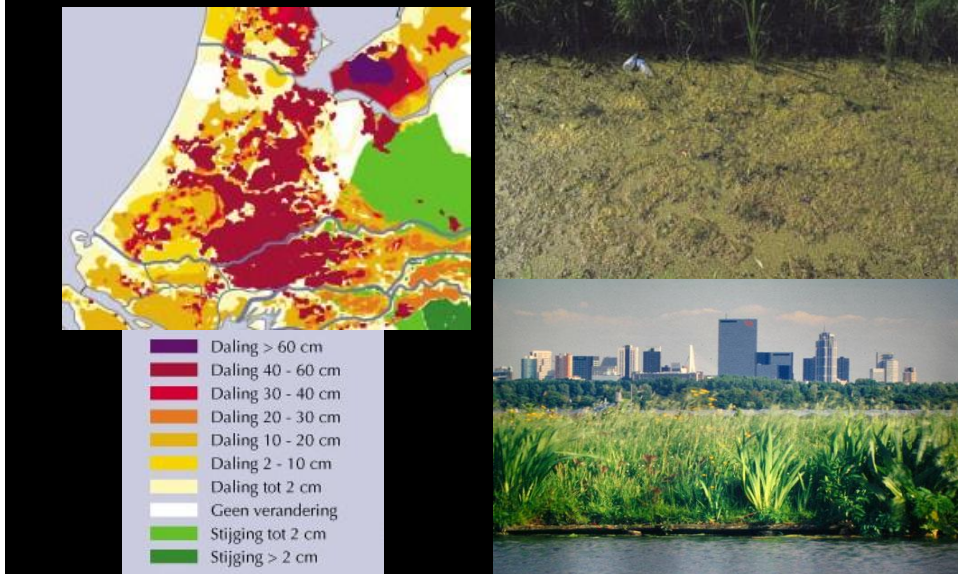 Daling > 60 cm
Daling 40 - 60 cm
Daling 30 - 40 cm
Daling 20 - 30 cm
Daling 10 - 20 cm
Daling 2 - 10 cm
Daling tot 2 cm
Geen verandering
Stijging tot 2 cm
Stijging > 2 cm